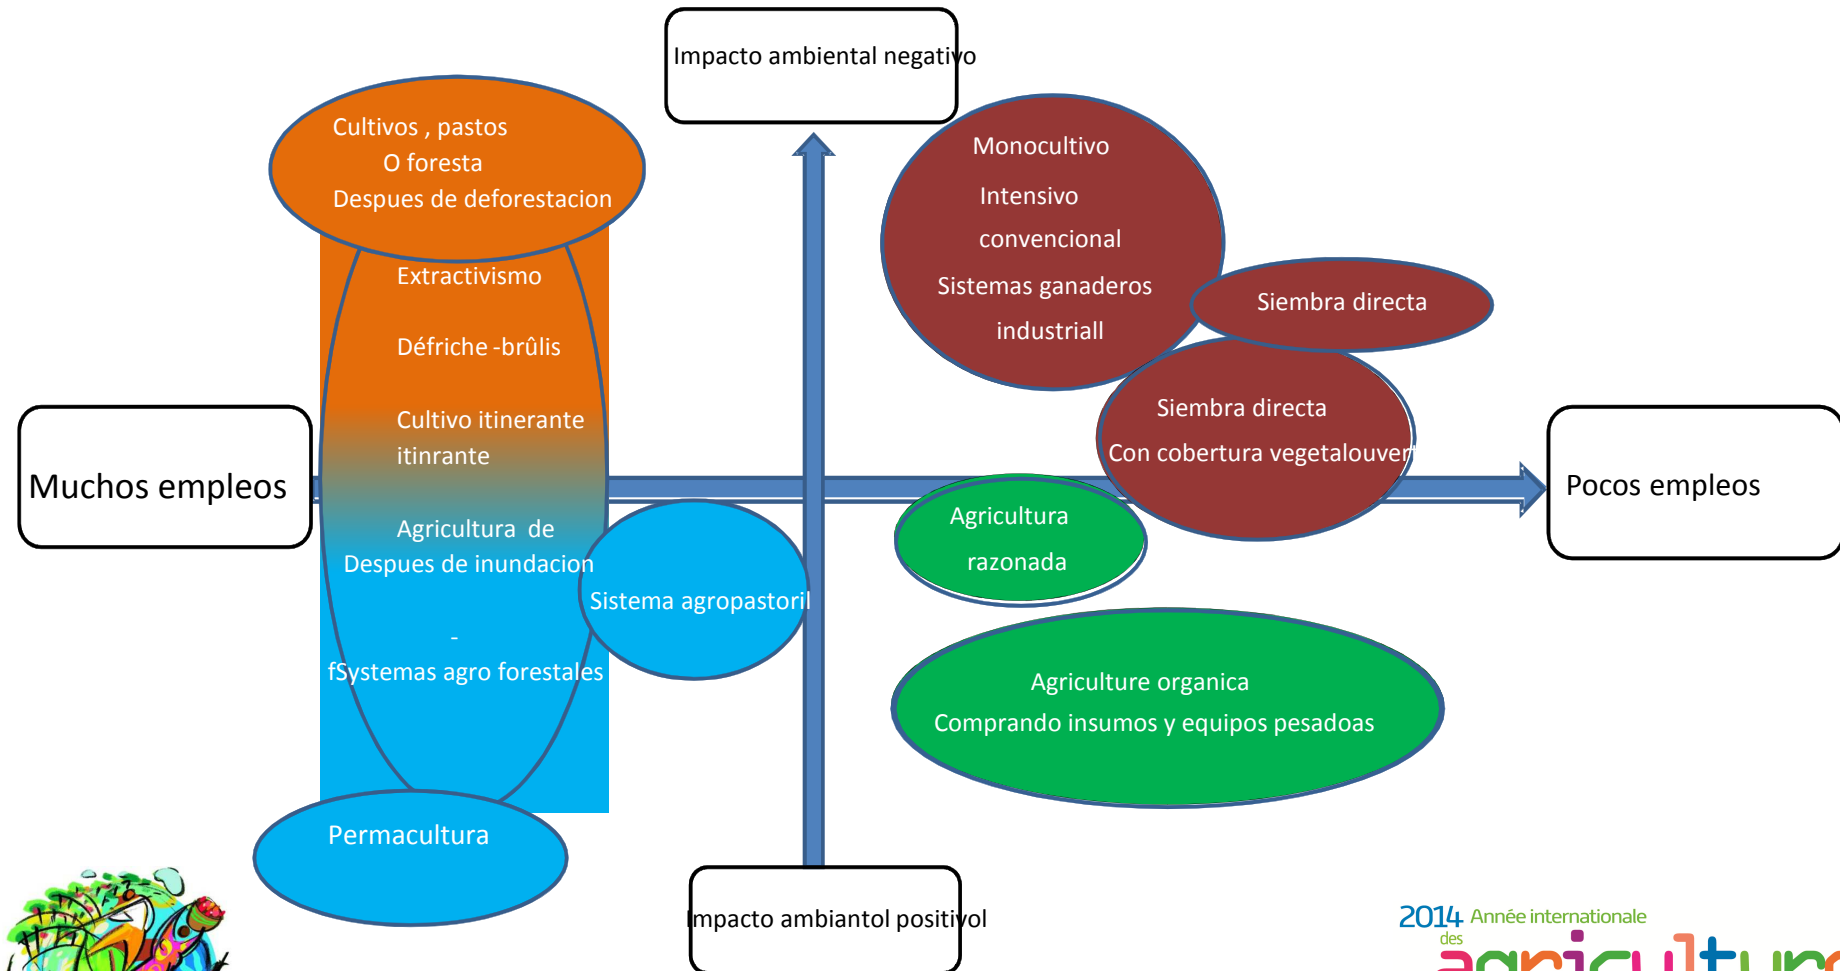 Impacto ambiental negativo
Cultivos , pastos
O foresta
Despues de deforestacion
Extractivismo
Défriche -brûlis
Cultivo itinerante
itinrante
Agricultura de
Despues de inundacion
-
fSystemas agro forestales
Permacultura
Muchos empleos
Sistema agropastoril
Monocultivo
Intensivo
convencional
Sistemas ganaderos
industriall
Siembra directa
Siembra directa
Con cobertura vegetalouvert
Agricultura
razonada
Agriculture organica
Comprando insumos y equipos pesadoas
Pocos empleos
Impacto ambiantol positivol
2014 Année internationale
des
agricultur